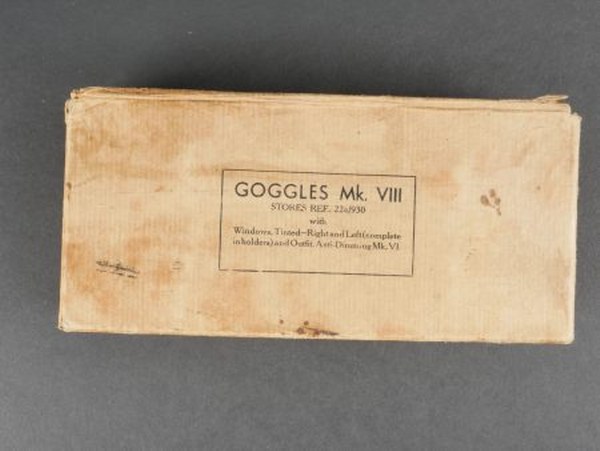 GOGGLES Mk. VIII
STORES REF. 22c/930
with
Windows, Tinted—Right and Left (complete
in holders) and Outfit, Anti-Dimming Mk. VI